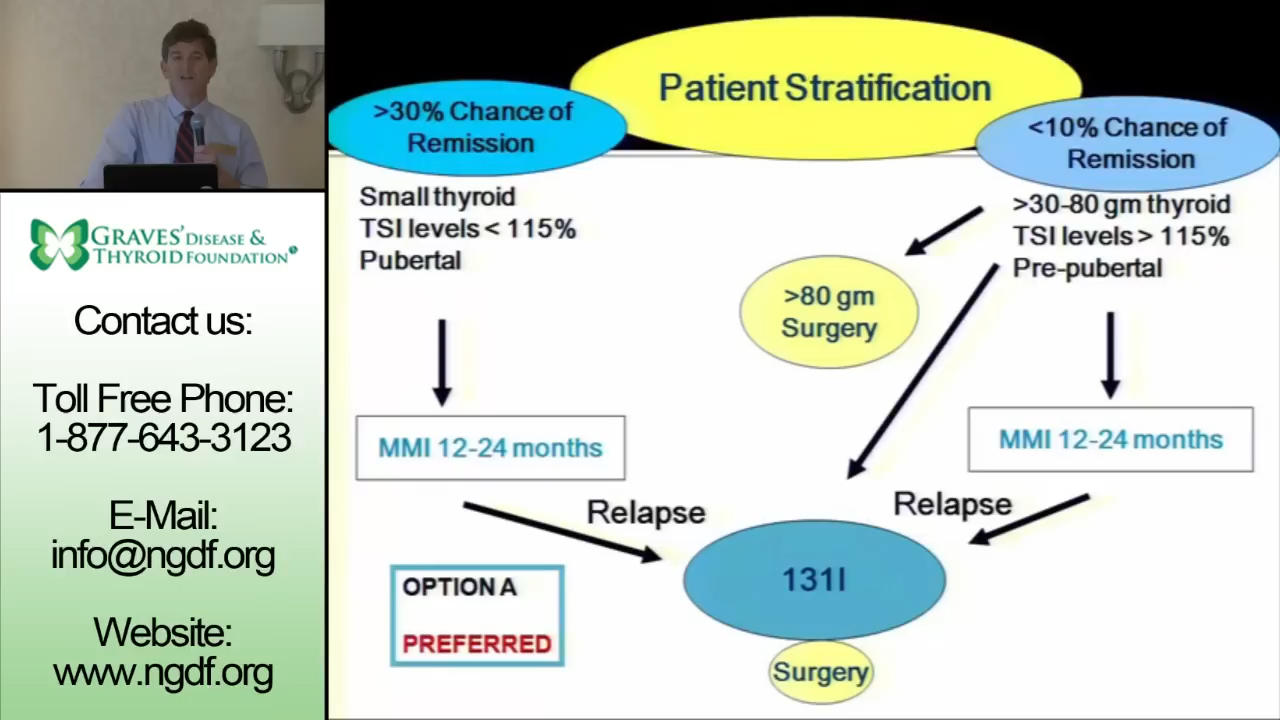 GRAVES' DISEASE &
THYROID FOUNDATION
Contact us:
Toll Free Phone:
1-877-643-3123
E-Mail:
info@ngdf.org
Website:
www.ngdf.org
Patient Stratification
>30% Chance of
Remission
<10% Chance of
Remission
Small thyroid
TSI levels < 115%
Pubertal
>30-80 gm thyroid
TSI levels > 115%
Pre-pubertal
>80 gm
Surgery
MMI 12-24 months
MMI 12-24 months
Relapse
Relapse
131I
Surgery
OPTION A
PREFERRED